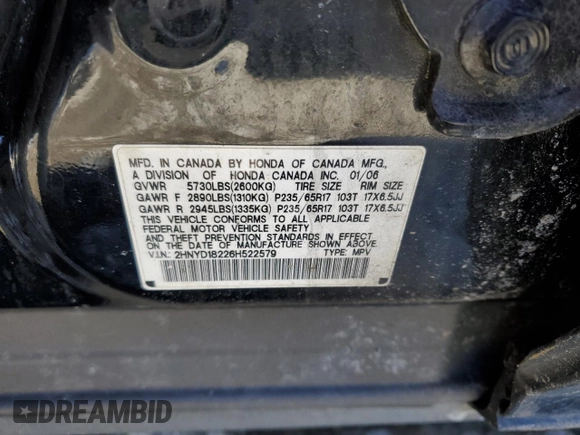 MFD. IN CANADA BY HONDA OF CANADA MFG.,
A DIVISION OF HONDA CANADA INC. 01/06
GVWR 5730LBS(2600KG) TIRE SIZE RIM SIZE
GAWR F 2890LBS(1310KG) P235/65R17 103T 17X6.5JJ
GAWR R 2945LBS(1335KG) P235/65R17 103T 17X6.5JJ
THIS VEHICLE CONFORMS TO ALL APPLICABLE
FEDERAL MOTOR VEHICLE SAFETY
AND THEFT PREVENTION STANDARDS IN EFFECT ON THE
DATE OF MANUFACTURE SHOWN ABOVE.
V.I.N.: 2HNYD18226H522579 TYPE: MPV
DREAMBID